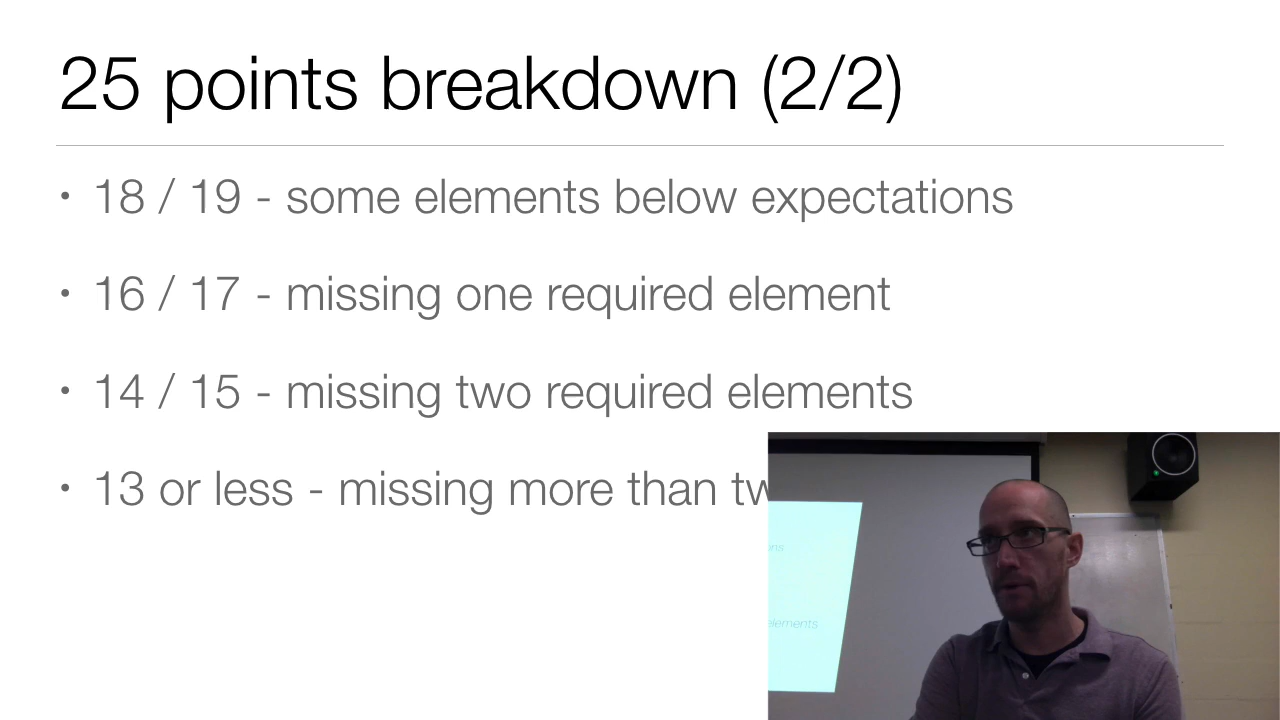 25 points breakdown (2/2)
• 18 / 19 - some elements below expectations
• 16 / 17 - missing one required element
• 14 / 15 - missing two required elements
• 13 or less - missing more than
elements